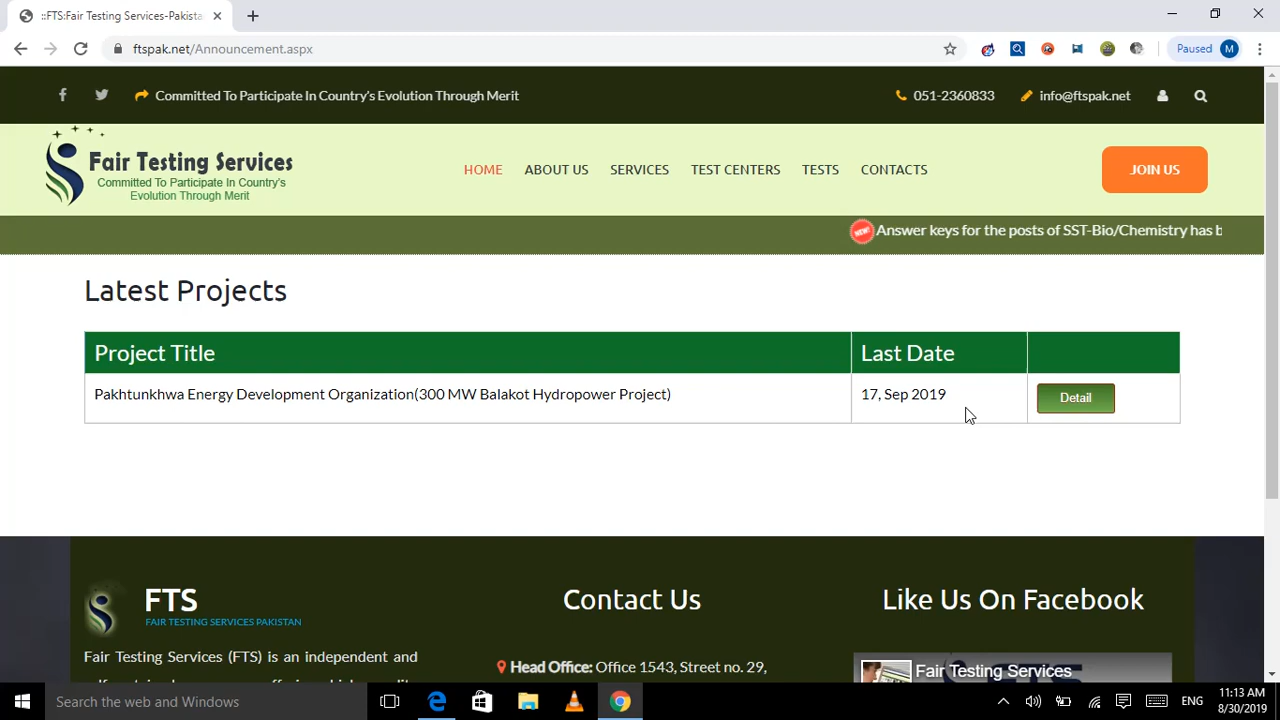 ::FTS:Fair Testing Services-Pakista
ftspak.net/Announcement.aspx
Paused M
Committed To Participate In Country's Evolution Through Merit
051-2360833
info@ftspak.net
Fair Testing Services
Committed To Participate In Country's
Evolution Through Merit
HOME ABOUT US SERVICES TEST CENTERS TESTS CONTACTS
JOIN US
NEW! Answer keys for the posts of SST-Bio/Chemistry has b
Latest Projects
Project Title Last Date
Pakhtunkhwa Energy Development Organization(300 MW Balakot Hydropower Project) 17, Sep 2019 Detail
FTS
FAIR TESTING SERVICES PAKISTAN
Fair Testing Services (FTS) is an independent and
Contact Us
Head Office: Office 1543, Street no. 29,
Like Us On Facebook
Fair Testing Services
Search the web and Windows
ENG
11:13 AM
8/30/2019